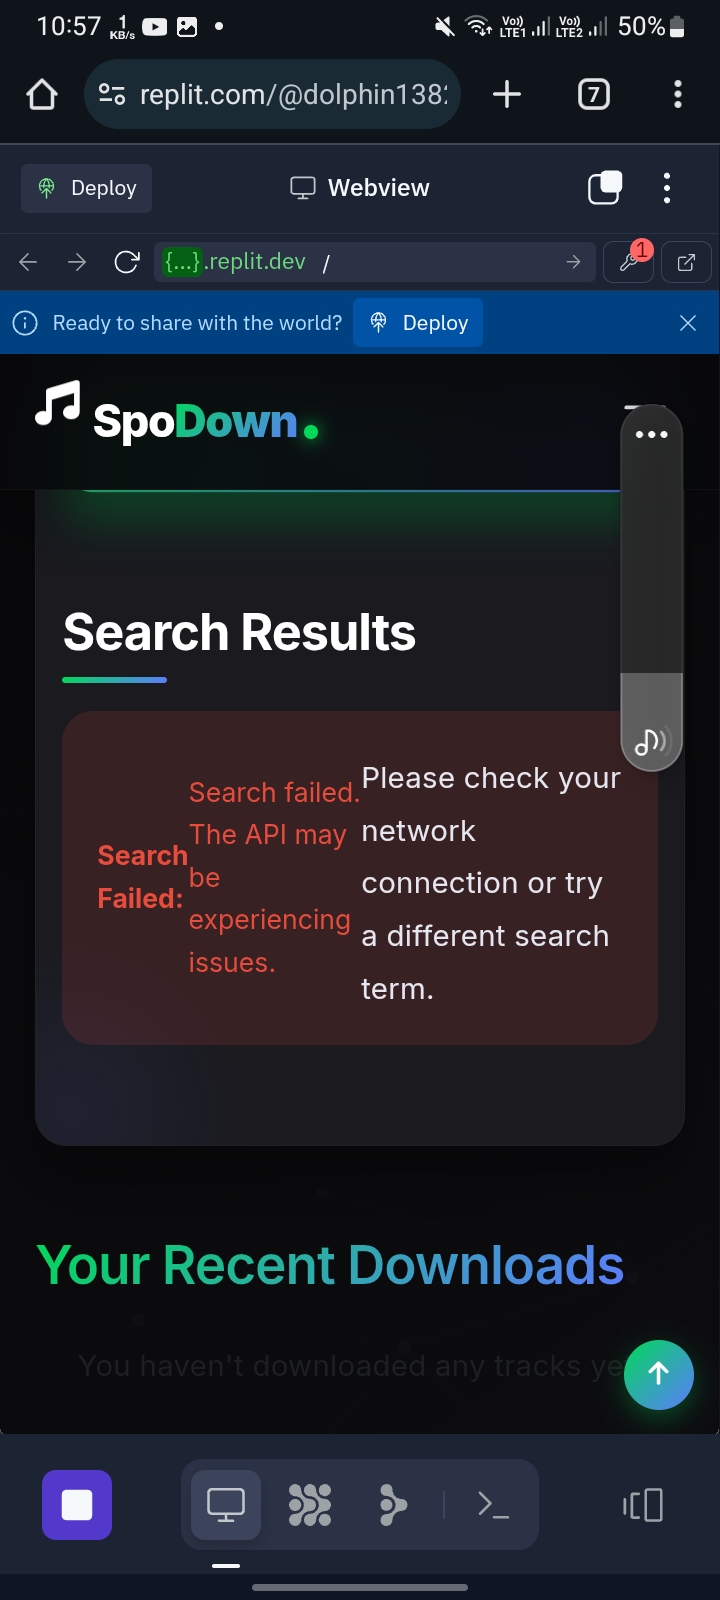 10:57 1 KB/s Vo)) LTE1 Vo)) LTE2 50%
replit.com/@dolphin138 7
Deploy Webview
{...}.replit.dev / 1
Ready to share with the world? Deploy
SpoDown.
Search Results
Search Failed:
Search failed.
The API may
be
experiencing
issues.
Please check your
network
connection or try
a different search
term.
Your Recent Downloads
You haven't downloaded any tracks